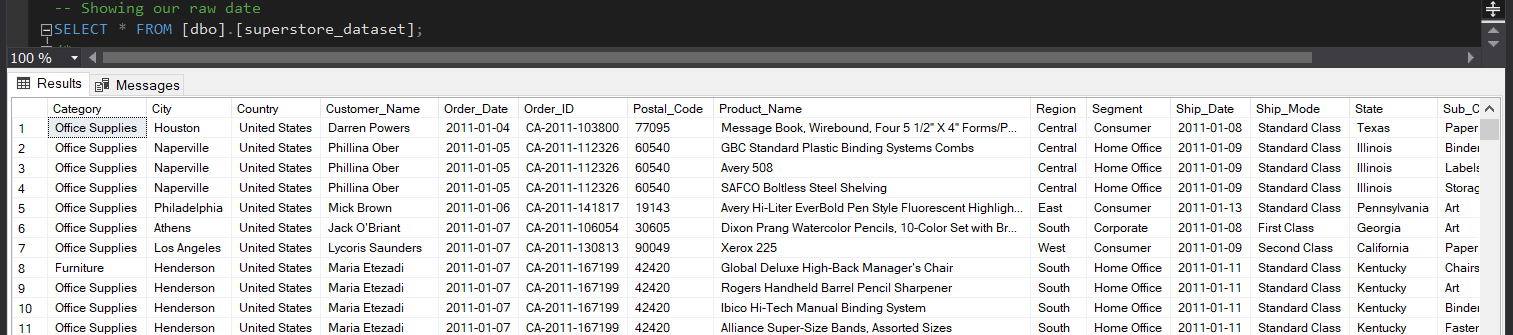 -- Showing our raw date
SELECT * FROM [dbo].[superstore_dataset];
100 %
Results Messages
Category City Country Customer_Name Order_Date Order_ID Postal_Code Product_Name Region Segment Ship_Date Ship_Mode State Sub_C
1 Office Supplies Houston United States Darren Powers 2011-01-04 CA-2011-103800 77095 Message Book, Wirebound, Four 5 1/2" X 4" Forms/P... Central Consumer 2011-01-08 Standard Class Texas Paper
2 Office Supplies Naperville United States Phillina Ober 2011-01-05 CA-2011-112326 60540 GBC Standard Plastic Binding Systems Combs Central Home Office 2011-01-09 Standard Class Illinois Binder
3 Office Supplies Naperville United States Phillina Ober 2011-01-05 CA-2011-112326 60540 Avery 508 Central Home Office 2011-01-09 Standard Class Illinois Labels
4 Office Supplies Naperville United States Phillina Ober 2011-01-05 CA-2011-112326 60540 SAFCO Boltless Steel Shelving Central Home Office 2011-01-09 Standard Class Illinois Storag
5 Office Supplies Philadelphia United States Mick Brown 2011-01-06 CA-2011-141817 19143 Avery Hi-Liter EverBold Pen Style Fluorescent Highligh... East Consumer 2011-01-13 Standard Class Pennsylvania Art
6 Office Supplies Athens United States Jack O'Briant 2011-01-07 CA-2011-106054 30605 Dixon Prang Watercolor Pencils, 10-Color Set with Br... South Corporate 2011-01-08 First Class Georgia Art
7 Office Supplies Los Angeles United States Lycoris Saunders 2011-01-07 CA-2011-130813 90049 Xerox 225 West Consumer 2011-01-09 Second Class California Paper
8 Furniture Henderson United States Maria Etezadi 2011-01-07 CA-2011-167199 42420 Global Deluxe High-Back Manager's Chair South Home Office 2011-01-11 Standard Class Kentucky Chairs
9 Office Supplies Henderson United States Maria Etezadi 2011-01-07 CA-2011-167199 42420 Rogers Handheld Barrel Pencil Sharpener South Home Office 2011-01-11 Standard Class Kentucky Art
10 Office Supplies Henderson United States Maria Etezadi 2011-01-07 CA-2011-167199 42420 Ibico Hi-Tech Manual Binding System South Home Office 2011-01-11 Standard Class Kentucky Binder
11 Office Supplies Henderson United States Maria Etezadi 2011-01-07 CA-2011-167199 42420 Alliance Super-Size Bands, Assorted Sizes South Home Office 2011-01-11 Standard Class Kentucky Faster